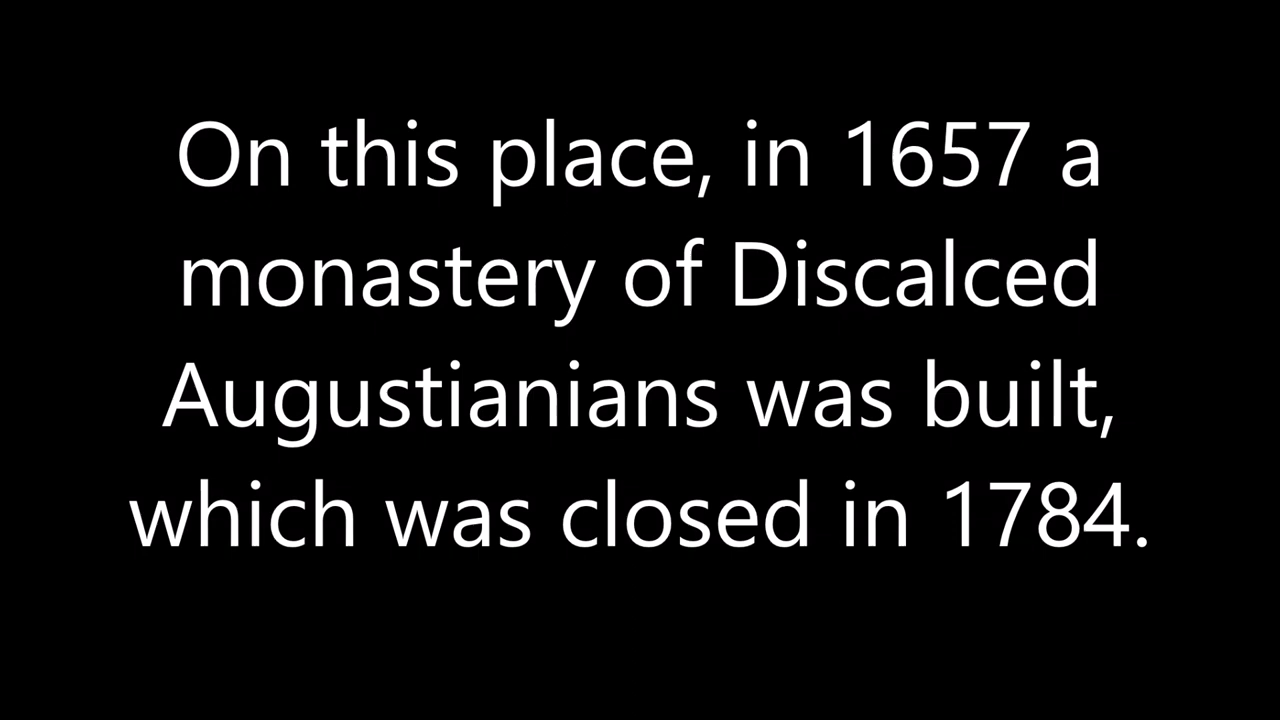 On this place, in 1657 a
monastery of Discalced
Augustianians was built,
which was closed in 1784.